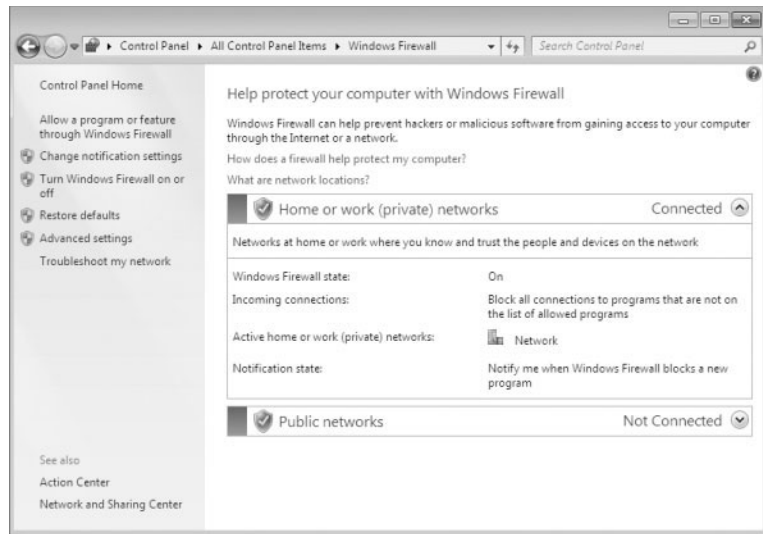 Control Panel ▸ All Control Panel Items ▸ Windows Firewall
Search Control Panel
Control Panel Home
Allow a program or feature
through Windows Firewall
Change notification settings
Turn Windows Firewall on or
off
Restore defaults
Advanced settings
Troubleshoot my network
See also
Action Center
Network and Sharing Center
Help protect your computer with Windows Firewall
Windows Firewall can help prevent hackers or malicious software from gaining access to your computer
through the Internet or a network.
How does a firewall help protect my computer?
What are network locations?
Home or work (private) networks Connected
Networks at home or work where you know and trust the people and devices on the network
Windows Firewall state: On
Incoming connections: Block all connections to programs that are not on
the list of allowed programs
Active home or work (private) networks: Network
Notification state: Notify me when Windows Firewall blocks a new
program
Public networks Not Connected